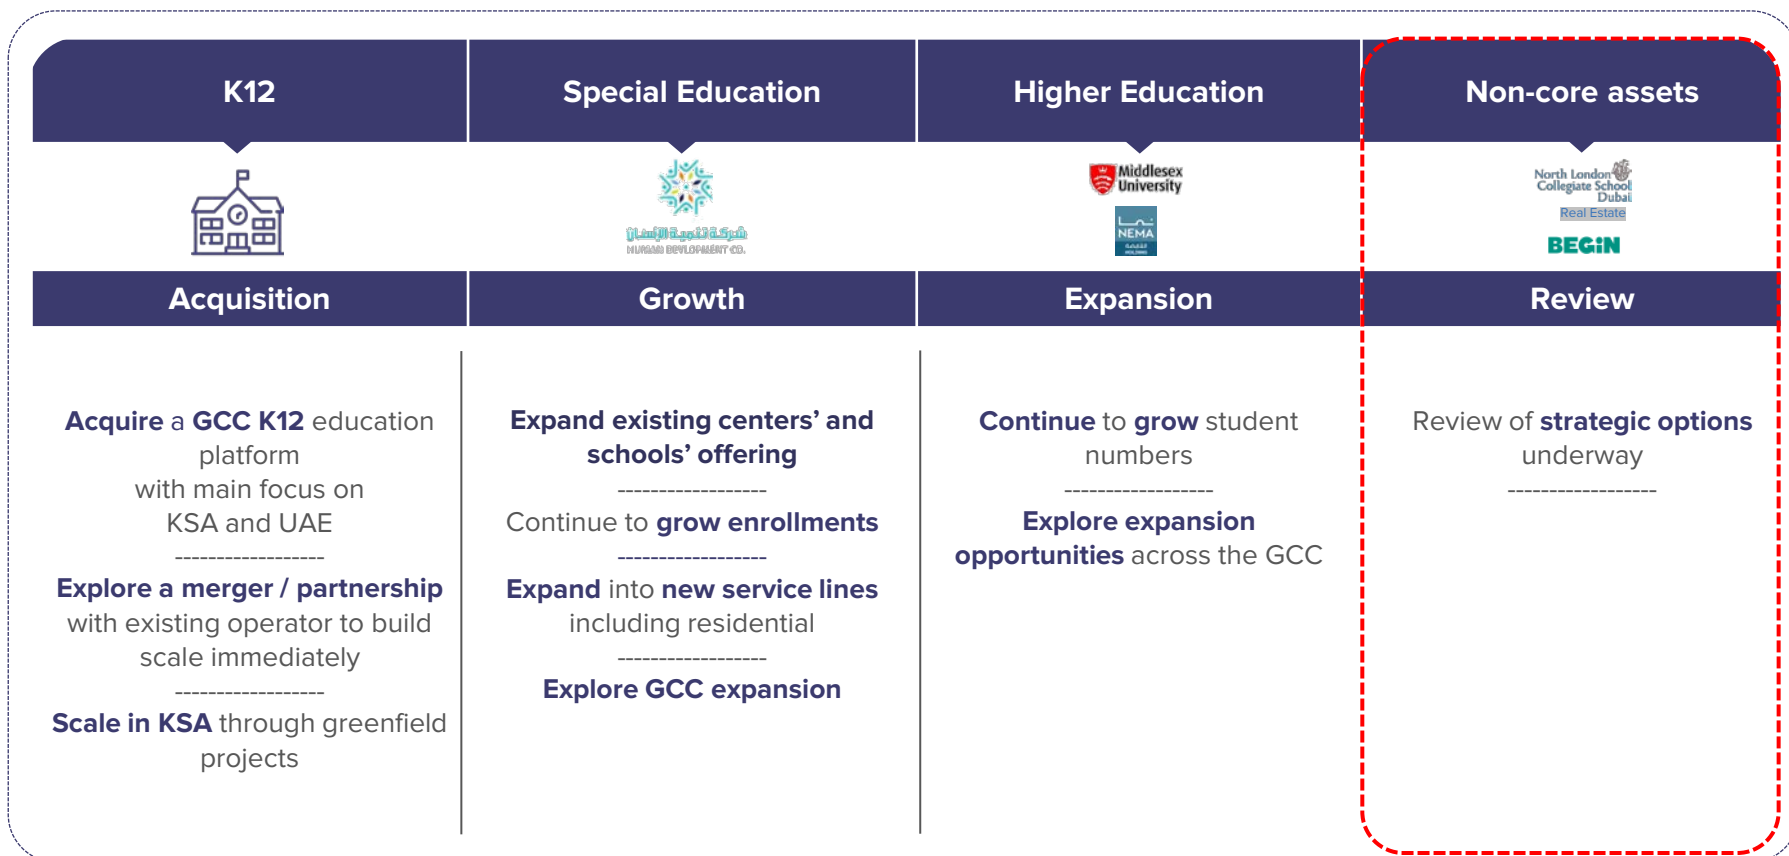 K12
Special Education
Higher Education
Non-core assets
شركة تنمية الإنسان
HUMAN DEVLOPMENT CO.
Middlesex
University
NEMA
HOLDING
North London
Collegiate School
Dubai
Real Estate
BEGiN
Acquisition
Growth
Expansion
Review
Acquire a GCC K12 education
platform
with main focus on
KSA and UAE
------------------
Explore a merger / partnership
with existing operator to build
scale immediately
------------------
Scale in KSA through greenfield
projects
Expand existing centers’ and
schools’ offering
------------------
Continue to grow enrollments
------------------
Expand into new service lines
including residential
------------------
Explore GCC expansion
Continue to grow student
numbers
------------------
Explore expansion
opportunities across the GCC
Review of strategic options
underway
------------------